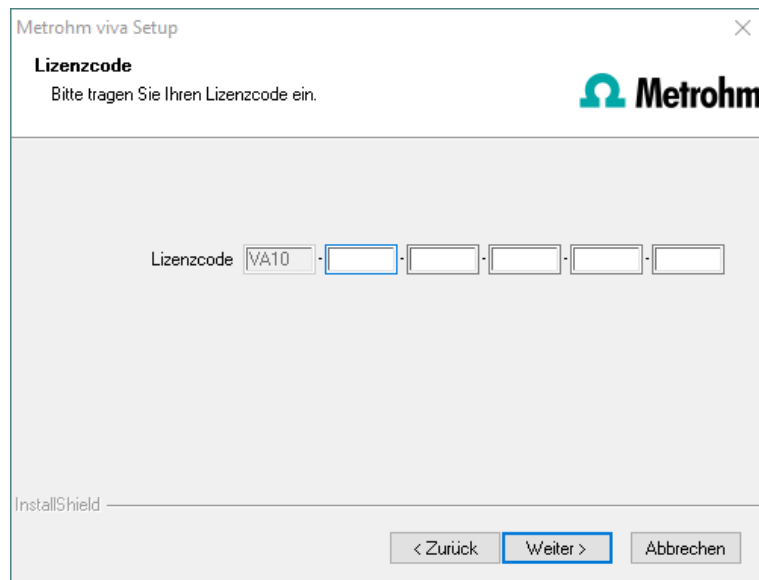 Metrohm viva Setup
Lizenzcode
Bitte tragen Sie Ihren Lizenzcode ein.
Metrohm
Lizenzcode VA10 - - - - -
InstallShield
< Zurück Weiter > Abbrechen